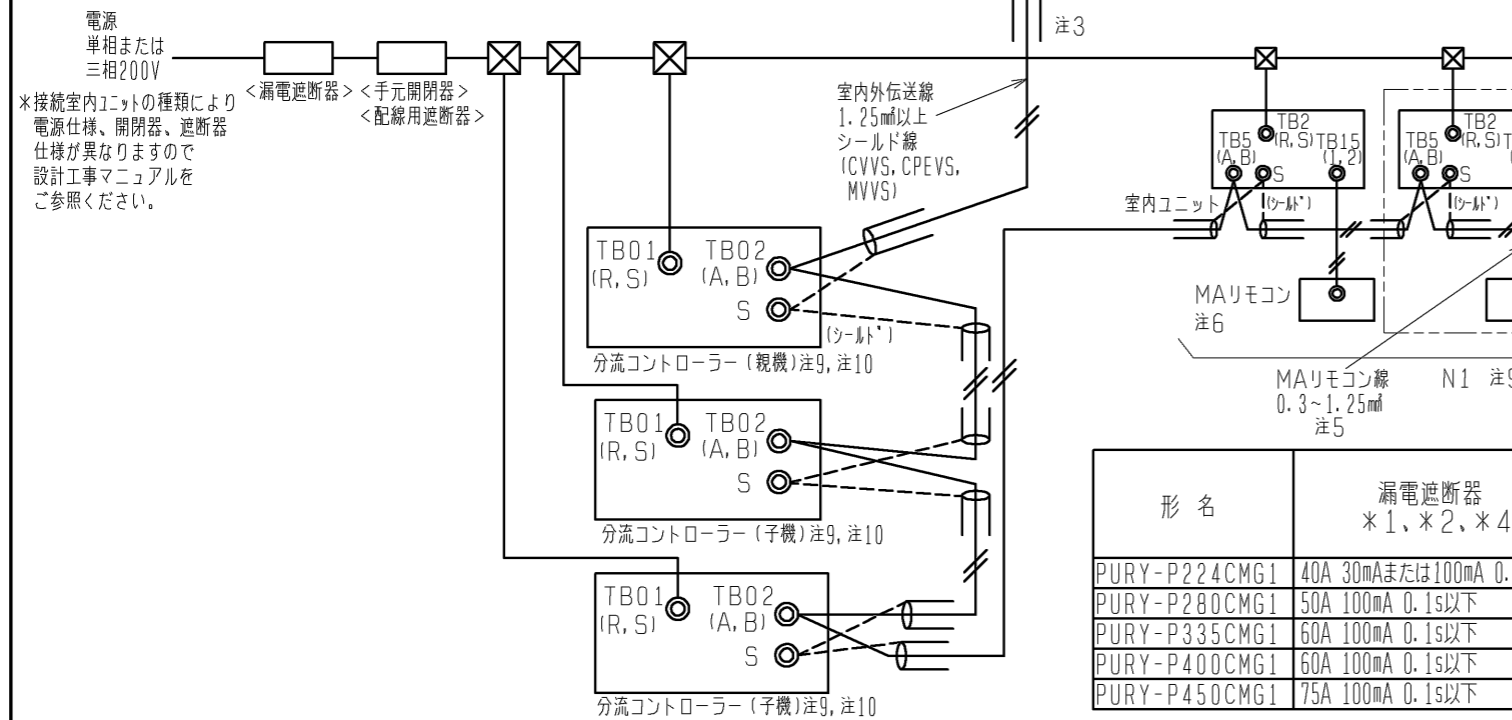 電源
単相または
三相200V
*接続室内ユニットの種類により
電源仕様、開閉器、遮断器
仕様が異なりますので
設計工事マニュアルを
ご参照ください。
<漏電遮断器>
<手元開閉器>
<配線用遮断器>
注3
室内外伝送線
1.25㎟以上
シールド線
(CVVS, CPEVS,
MVVS)
TB01
(R, S)
TB02
(A, B)
S
(シールド)
分流コントローラー(親機)注9, 注10
TB01
(R, S)
TB02
(A, B)
S
分流コントローラー(子機)注9, 注10
TB01
(R, S)
TB02
(A, B)
S
分流コントローラー(子機)注9, 注10
TB5
(A, B)
TB2
(R, S)
TB15
(1, 2)
S
(シールド)
室内ユニット
MAリモコン
注6
TB5
(A, B)
TB2
(R, S)
S
(シールド)
MAリモコン線
0.3~1.25㎟
注5
N1 注9
形 名
漏電遮断器
*1、*2、*4
PURY-P224CMG1 40A 30mAまたは100mA 0.
PURY-P280CMG1 50A 100mA 0.1s以下
PURY-P335CMG1 60A 100mA 0.1s以下
PURY-P400CMG1 60A 100mA 0.1s以下
PURY-P450CMG1 75A 100mA 0.1s以下